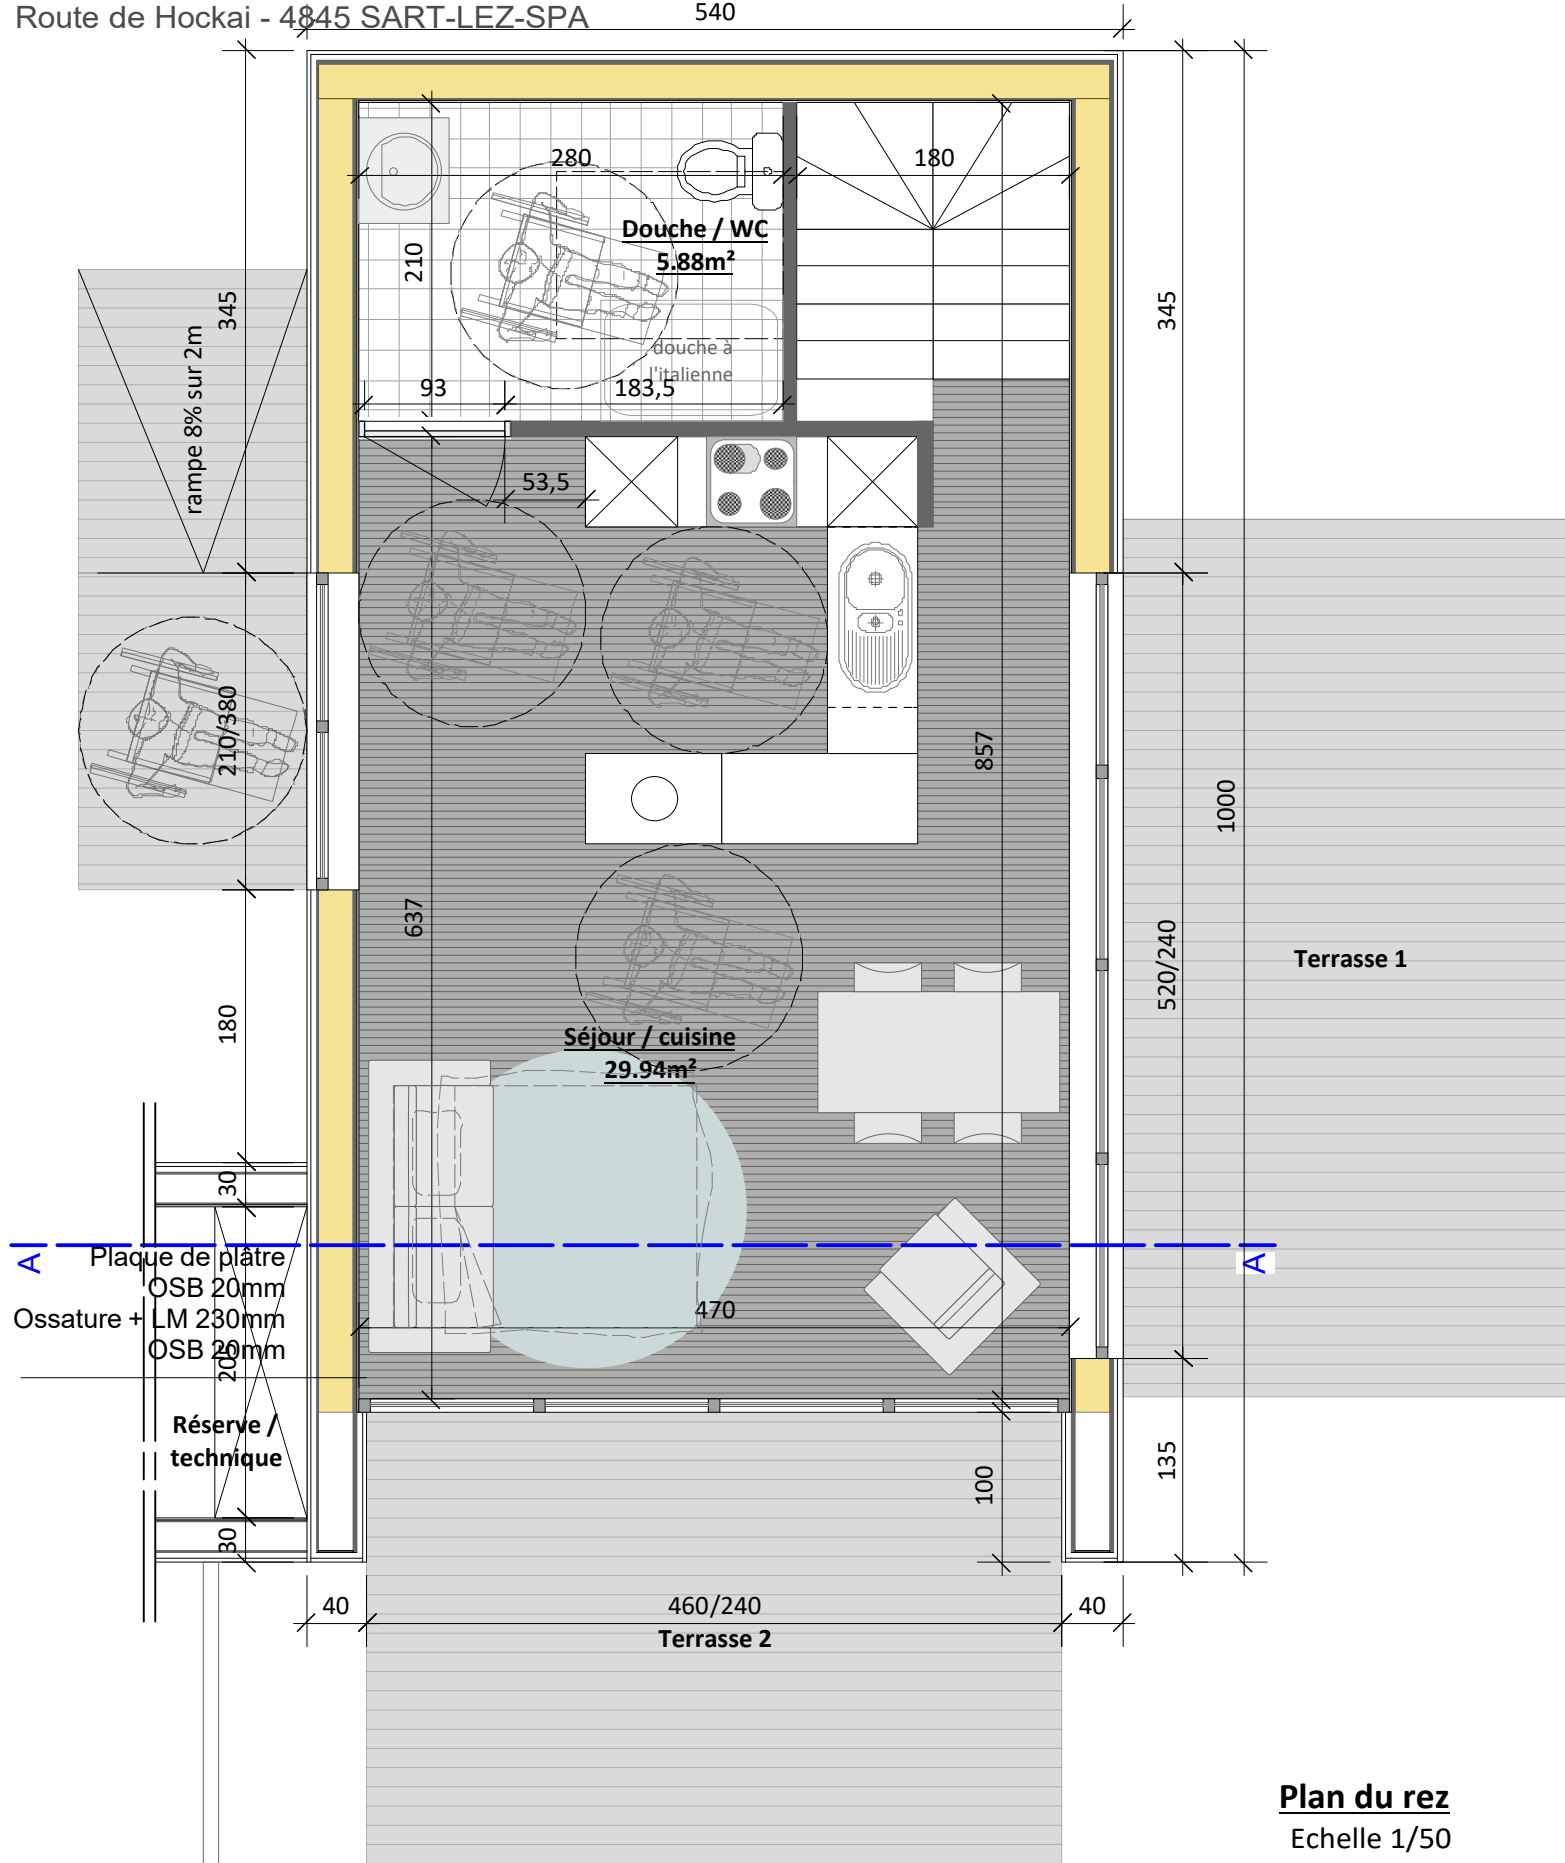 Route de Hockai - 4845 SART-LEZ-SPA
540
280
180
Douche / WC
5.88m²
210
345
345
rampe 8% sur 2m
douche à
l'italienne
93
183,5
53,5
210/380
857
1000
637
520/240
Terrasse 1
180
Séjour / cuisine
29.94m²
30
A
A
Plaque de plâtre
OSB 20mm
Ossature + LM 230mm
OSB 20mm
470
Réserve /
technique
100
135
30
40
460/240
40
Terrasse 2
Plan du rez
Echelle 1/50